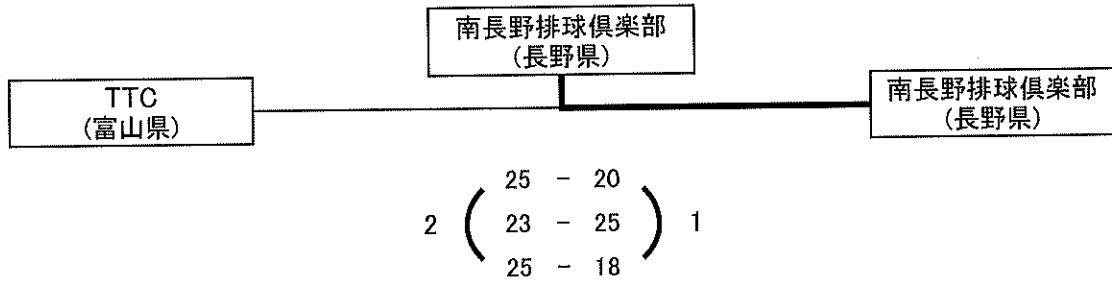 南長野排球倶楽部
(長野県)
TTC
(富山県)
南長野排球倶楽部
(長野県)
25 - 20
2 ( 23 - 25 ) 1
25 - 18